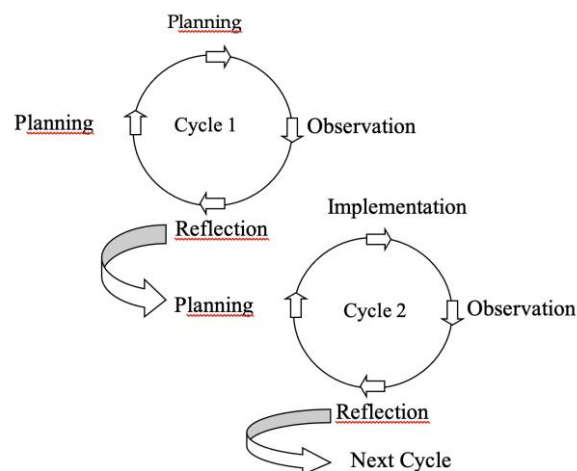 Planning
Planning
Cycle 1
Observation
Reflection
Implementation
Planning
Cycle 2
Observation
Reflection
Next Cycle